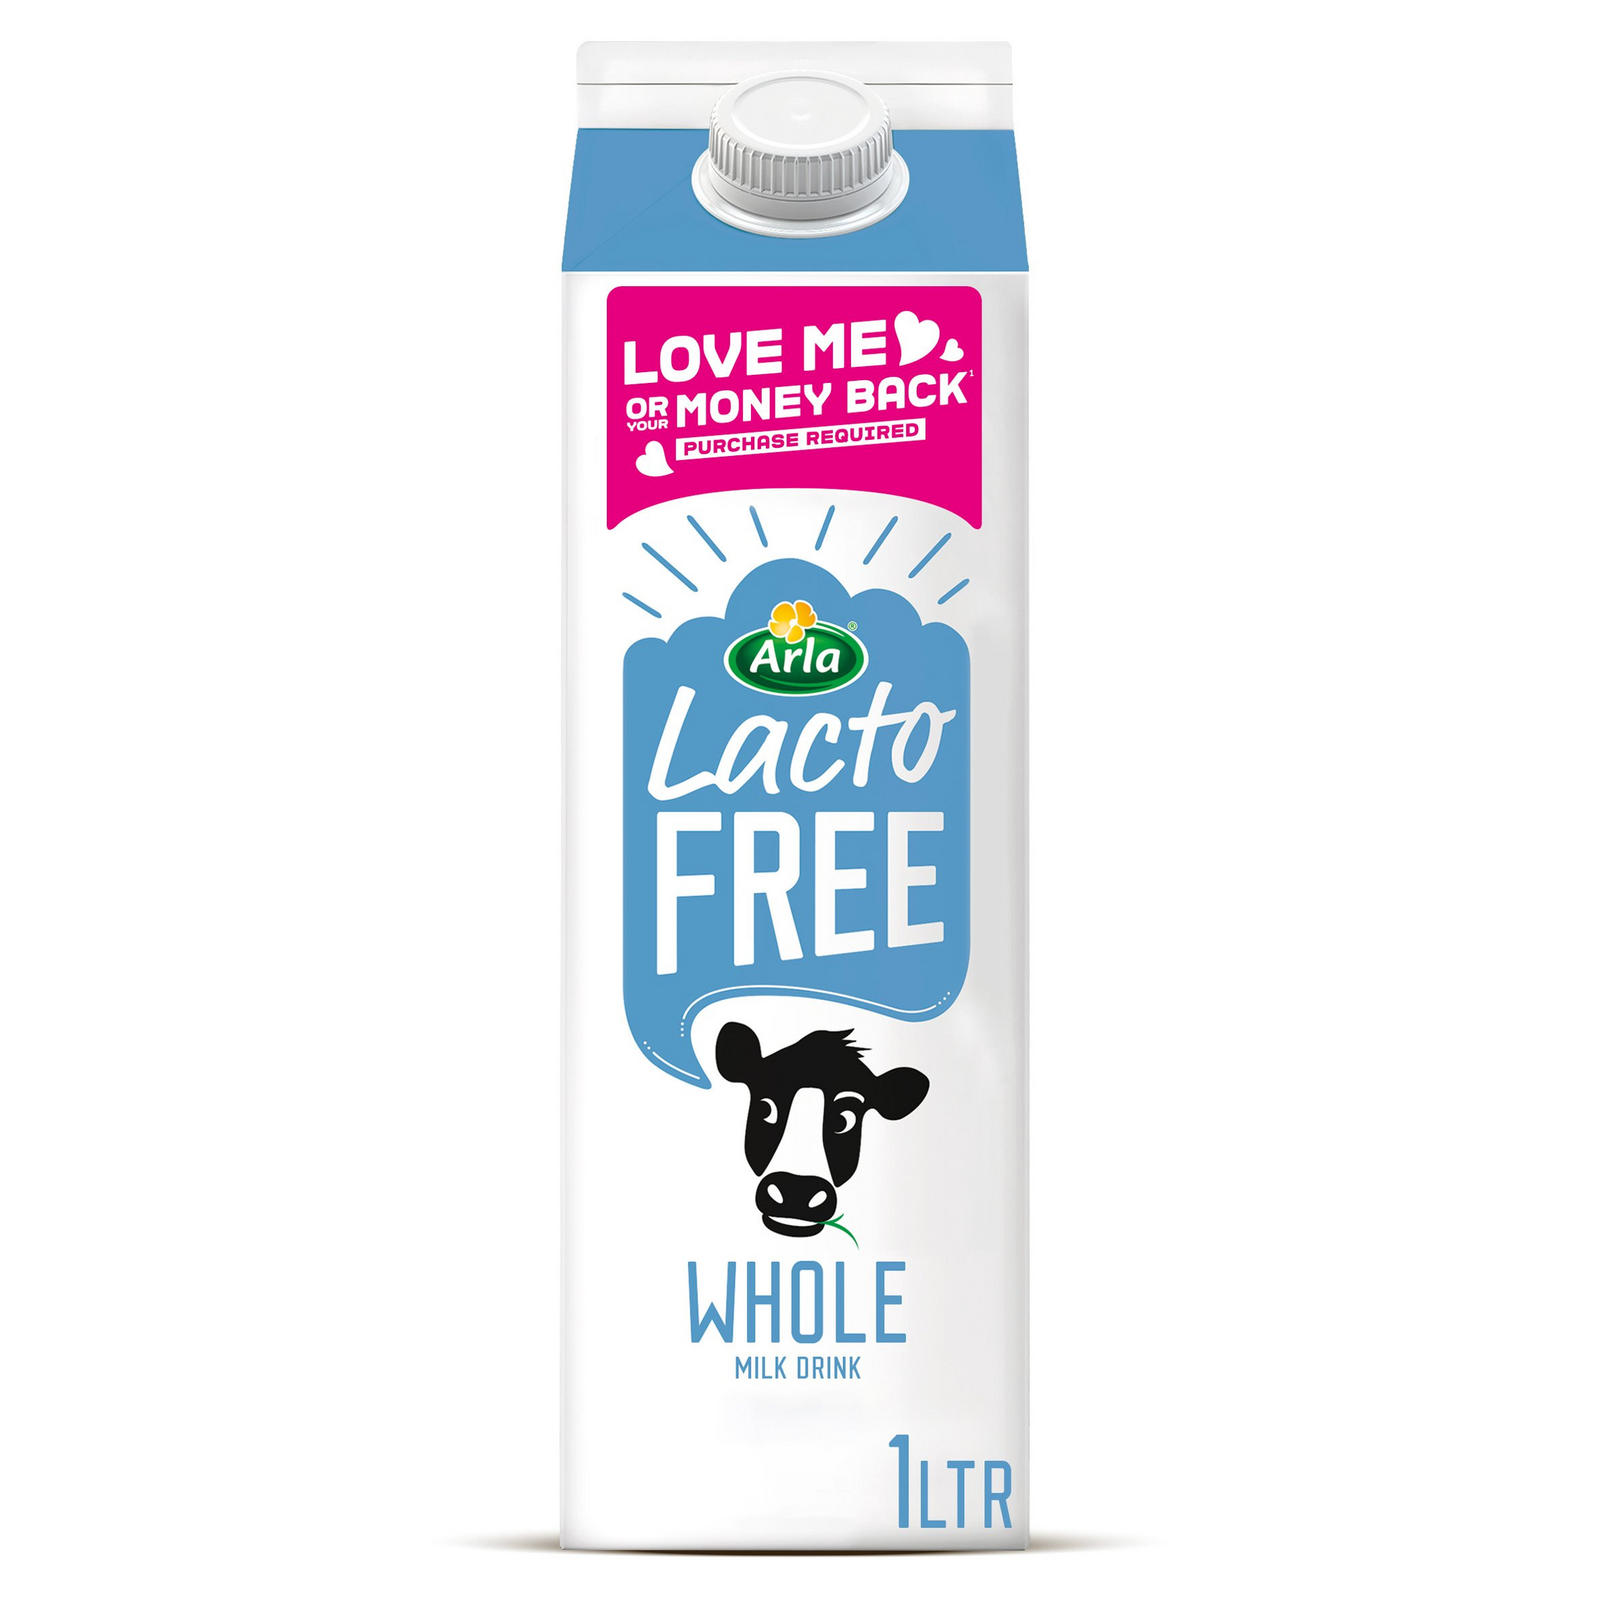 LOVE ME
OR YOUR MONEY BACK¹
PURCHASE REQUIRED
Arla
Lacto
FREE
WHOLE
MILK DRINK
1LTR